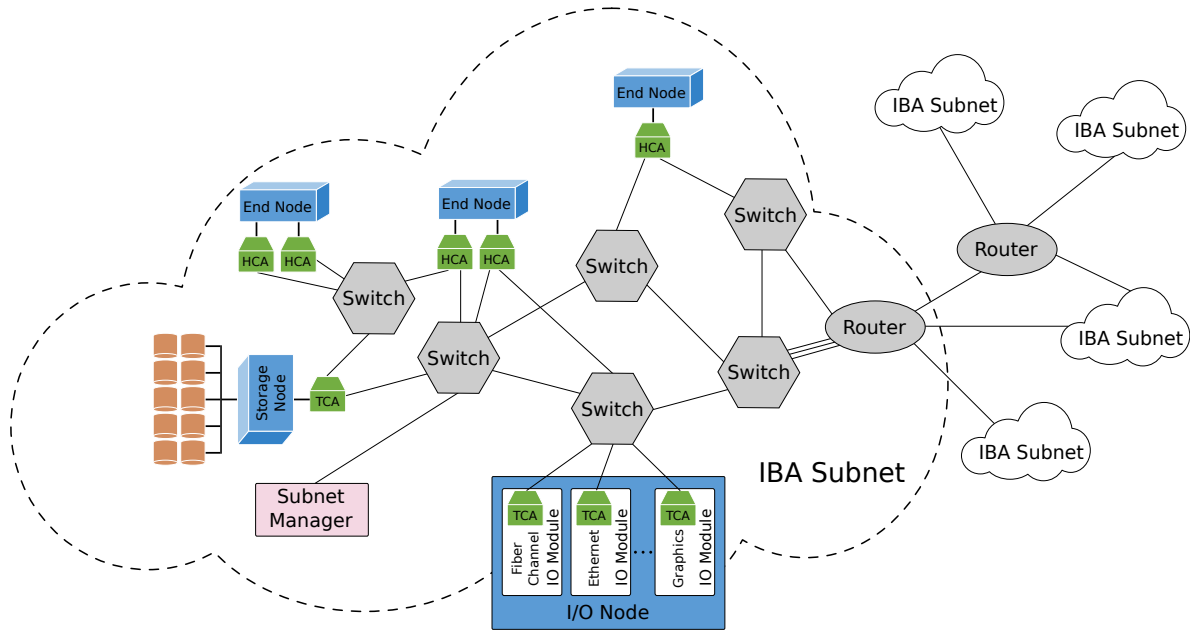 End Node
HCA
IBA Subnet
IBA Subnet
End Node
HCA
HCA
End Node
HCA
HCA
Switch
Switch
Switch
Router
Switch
Router
IBA Subnet
Switch
Switch
Storage
Node
TCA
Switch
IBA Subnet
IBA Subnet
Subnet
Manager
TCA
Fiber
Channel
IO Module
TCA
Ethernet
IO Module
...
TCA
Graphics
IO Module
I/O Node